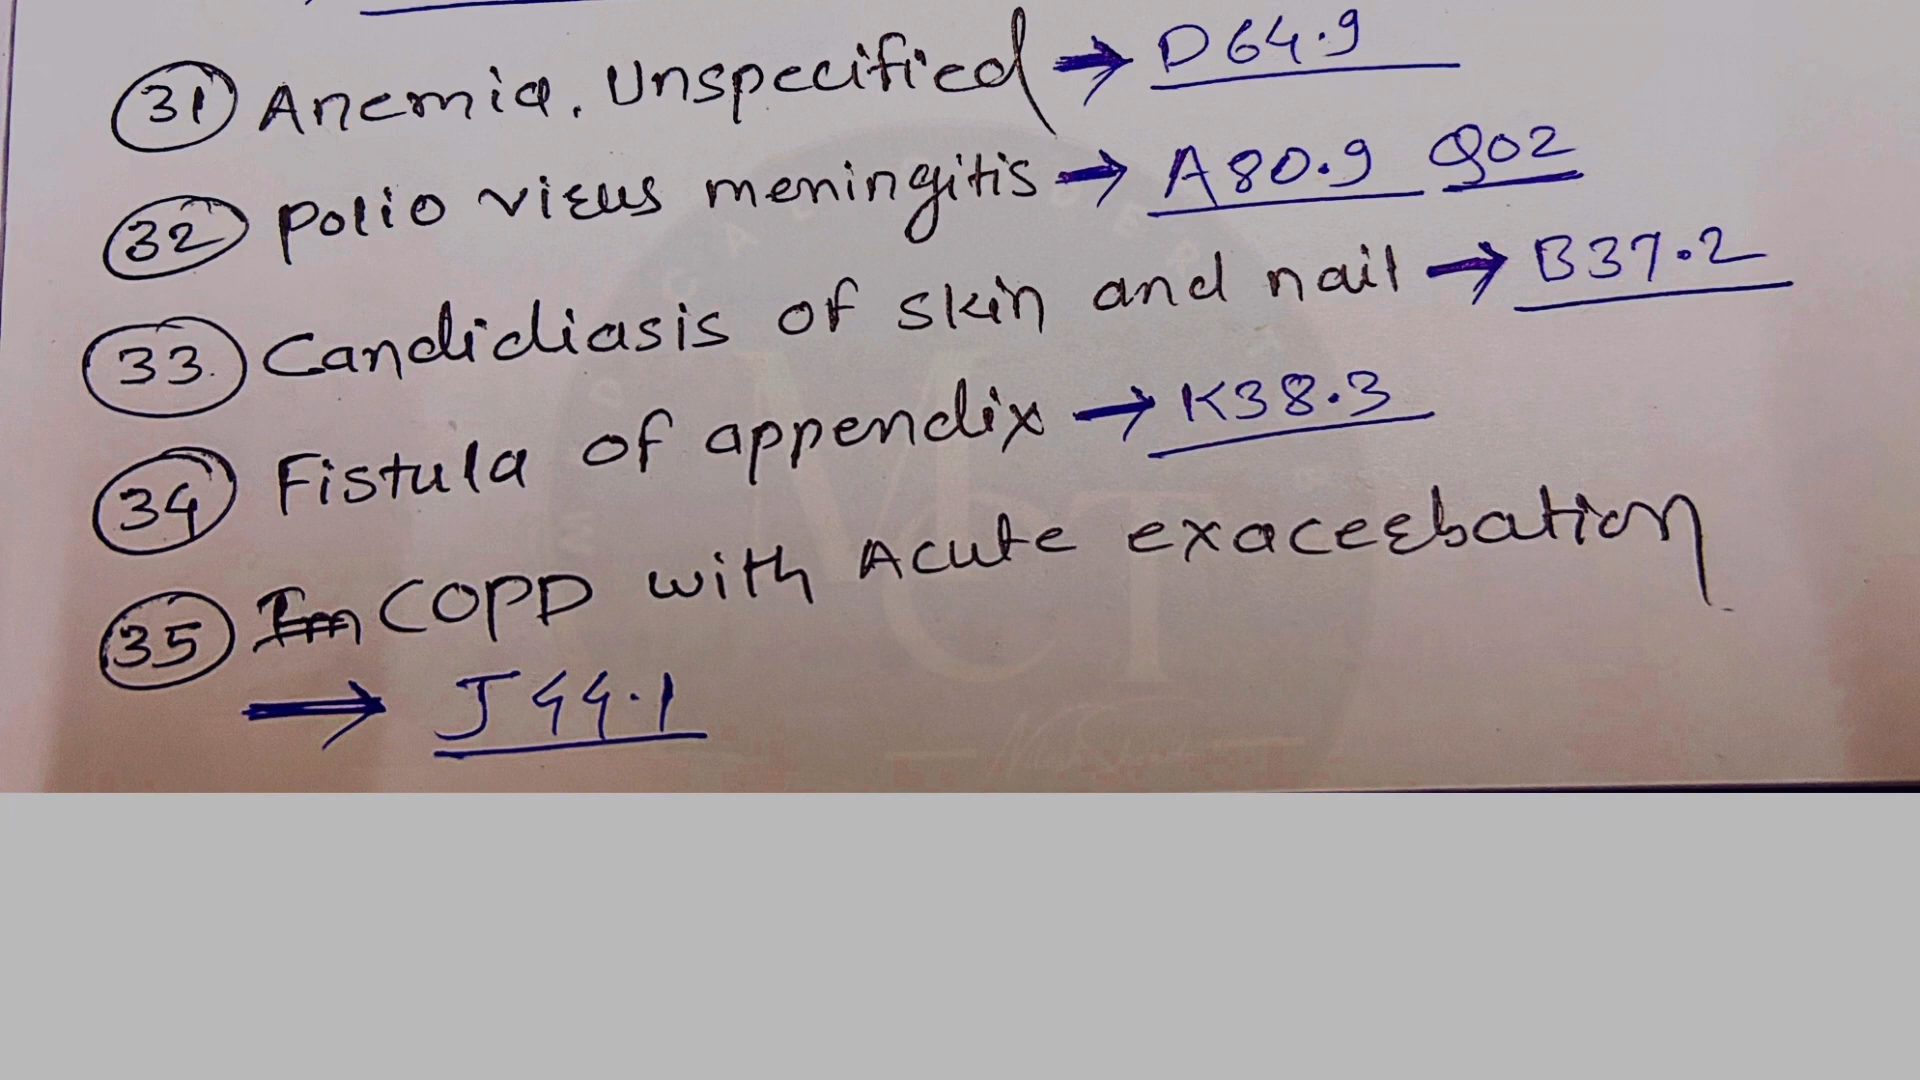 31 Anemia. Unspecified → D64.9
32 Polio virus meningitis → A80.9 G02
33. Candidiasis of skin and nail → B37.2
34 Fistula of appendix → K38.3
35 COPD with Acute exacerbation
→ J44.1